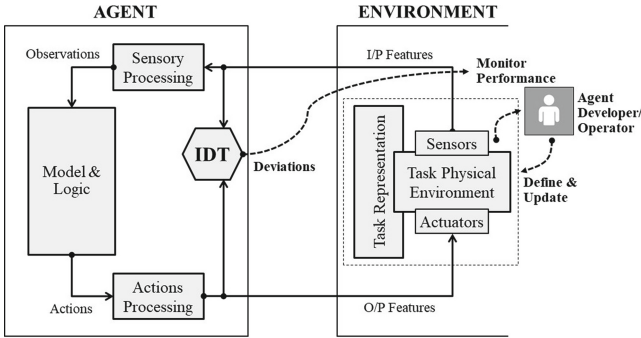 AGENT
ENVIRONMENT
Observations
Sensory
Processing
I/P Features
Monitor
Performance
Agent
Developer/
Operator
Model &
Logic
IDT
Deviations
Task Representation
Sensors
Task Physical
Environment
Actuators
Define &
Update
Actions
Actions
Processing
O/P Features